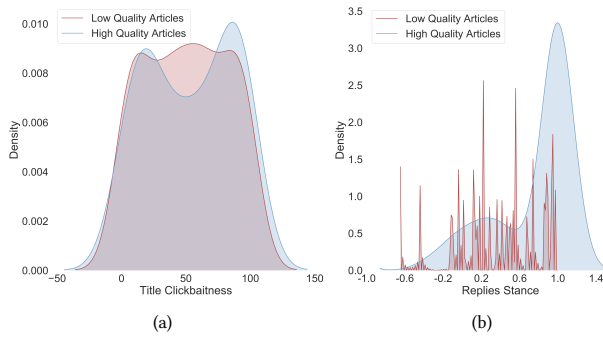 Low Quality Articles
High Quality Articles
0.010
0.008
0.006
0.004
0.002
0.000
Density
−50 0 50 100 150
Title Clickbaitness
(a)
Low Quality Articles
High Quality Articles
3.5
3.0
2.5
2.0
1.5
1.0
0.5
0.0
Density
-1.0 -0.6 -0.2 0.2 0.6 1.0 1.4
Replies Stance
(b)